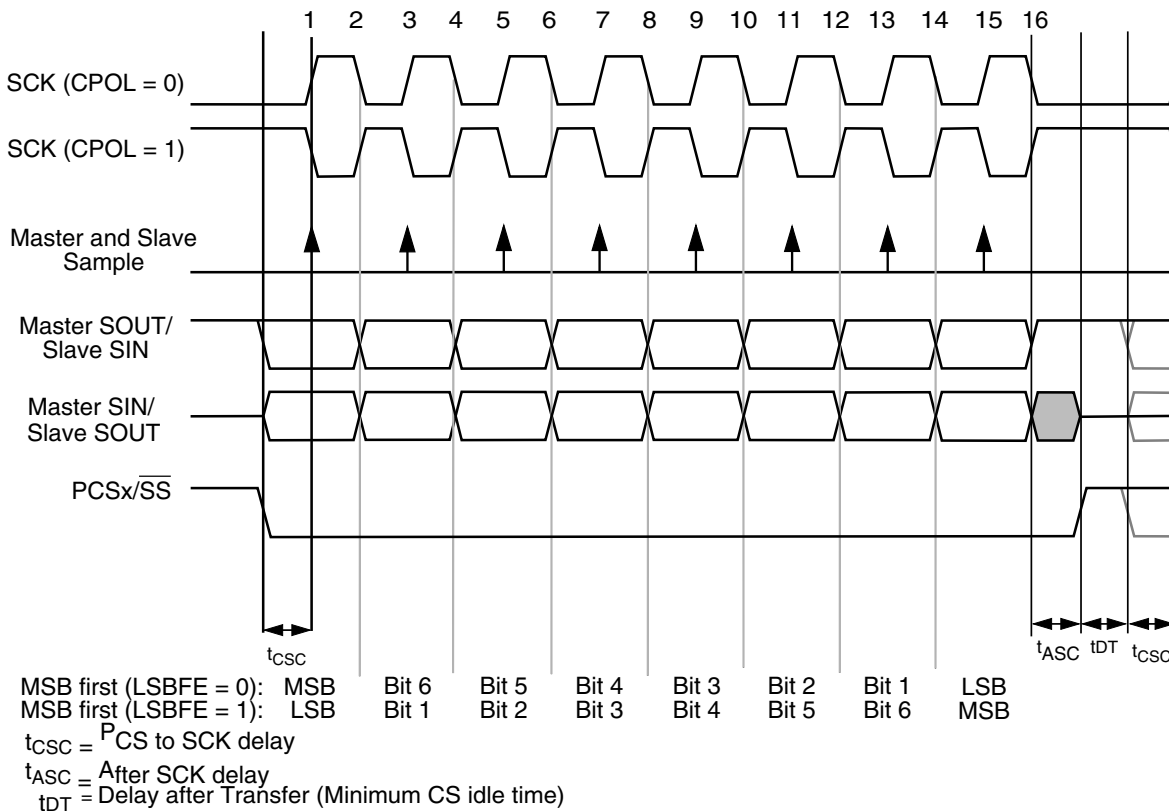 1 2 3 4 5 6 7 8 9 10 11 12 13 14 15 16
SCK (CPOL = 0)
SCK (CPOL = 1)
Master and Slave
Sample
Master SOUT/
Slave SIN
Master SIN/
Slave SOUT
PCSx/SS
tCSC tASC tDT tCSC
MSB first (LSBFE = 0): MSB Bit 6 Bit 5 Bit 4 Bit 3 Bit 2 Bit 1 LSB
MSB first (LSBFE = 1): LSB Bit 1 Bit 2 Bit 3 Bit 4 Bit 5 Bit 6 MSB
tCSC = PCS to SCK delay
tASC = After SCK delay
tDT = Delay after Transfer (Minimum CS idle time)